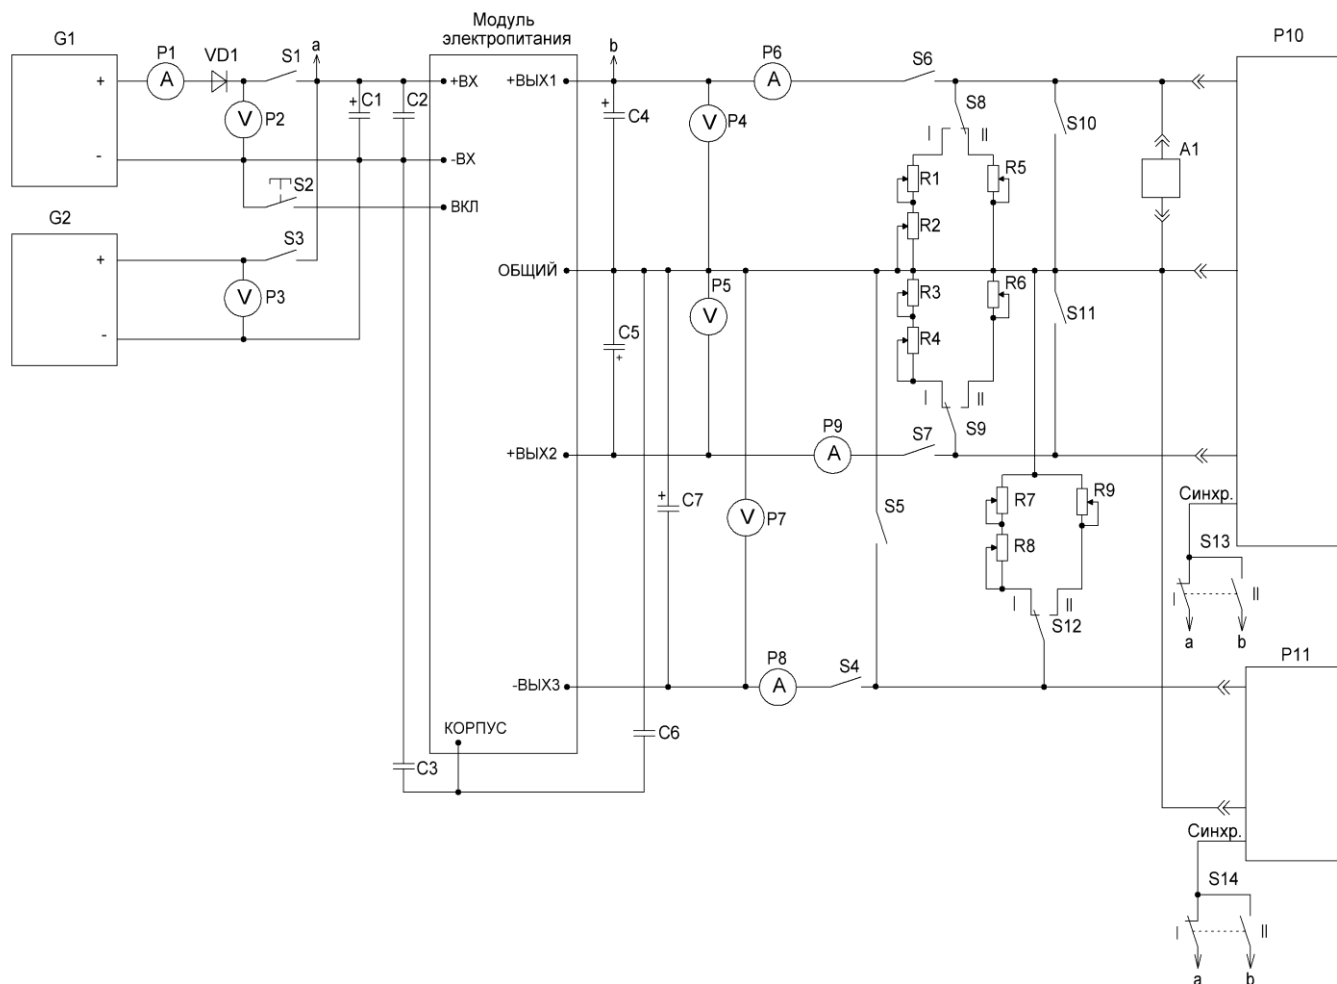 G1
+
-
P1
A
VD1
S1
a
V
P2
C1
+
C2
S2
G2
+
-
S3
V
P3
Модуль
электропитания
+ВХ
-ВХ
ВКЛ
+ВЫХ1
ОБЩИЙ
+ВЫХ2
-ВЫХ3
КОРПУС
C3
b
+
C4
V
P4
P6
A
S6
S8
I
II
R1
R2
R5
S10
A1
P10
P5
V
C5
+
R3
R4
R6
S11
I
II
S9
P9
A
S7
+
C7
V
P7
S5
R7
R8
R9
I
II
S12
Синхр.
S13
I
II
a
b
P8
A
S4
C6
P11
Синхр.
S14
I
II
a
b